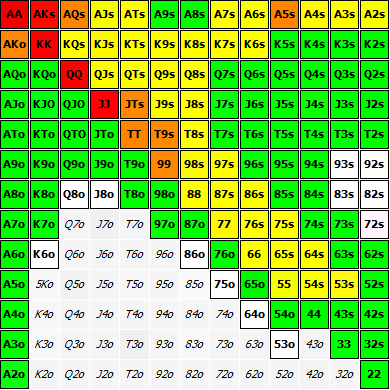 AA AKs AQs AJs ATs A9s A8s A7s A6s A5s A4s A3s A2s
AKo KK KQs KJs KTs K9s K8s K7s K6s K5s K4s K3s K2s
AQo KQo QQ QJs QTs Q9s Q8s Q7s Q6s Q5s Q4s Q3s Q2s
AJo KJO QJO JJ JTs J9s J8s J7s J6s J5s J4s J3s J2s
ATo KTo QTO JTo TT T9s T8s T7s T6s T5s T4s T3s T2s
A9o K9o Q9o J9o T9o 99 98s 97s 96s 95s 94s 93s 92s
A8o K8o Q8o J8o T8o 98o 88 87s 86s 85s 84s 83s 82s
A7o K7o Q7o J7o T7o 97o 87o 77 76s 75s 74s 73s 72s
A6o K6o Q6o J6o T6o 96o 86o 76o 66 65s 64s 63s 62s
A5o 5Ko Q5o J5o T5o 95o 85o 75o 65o 55 54s 53s 52s
A4o K4o Q4o J4o T4o 94o 84o 74o 64o 54o 44 43s 42s
A3o K3o Q3o J3o T3o 93o 83o 73o 63o 53o 43o 33 32s
A2o K2o Q2o J2o T2o 92o 82o 72o 62o 52o 42o 32o 22